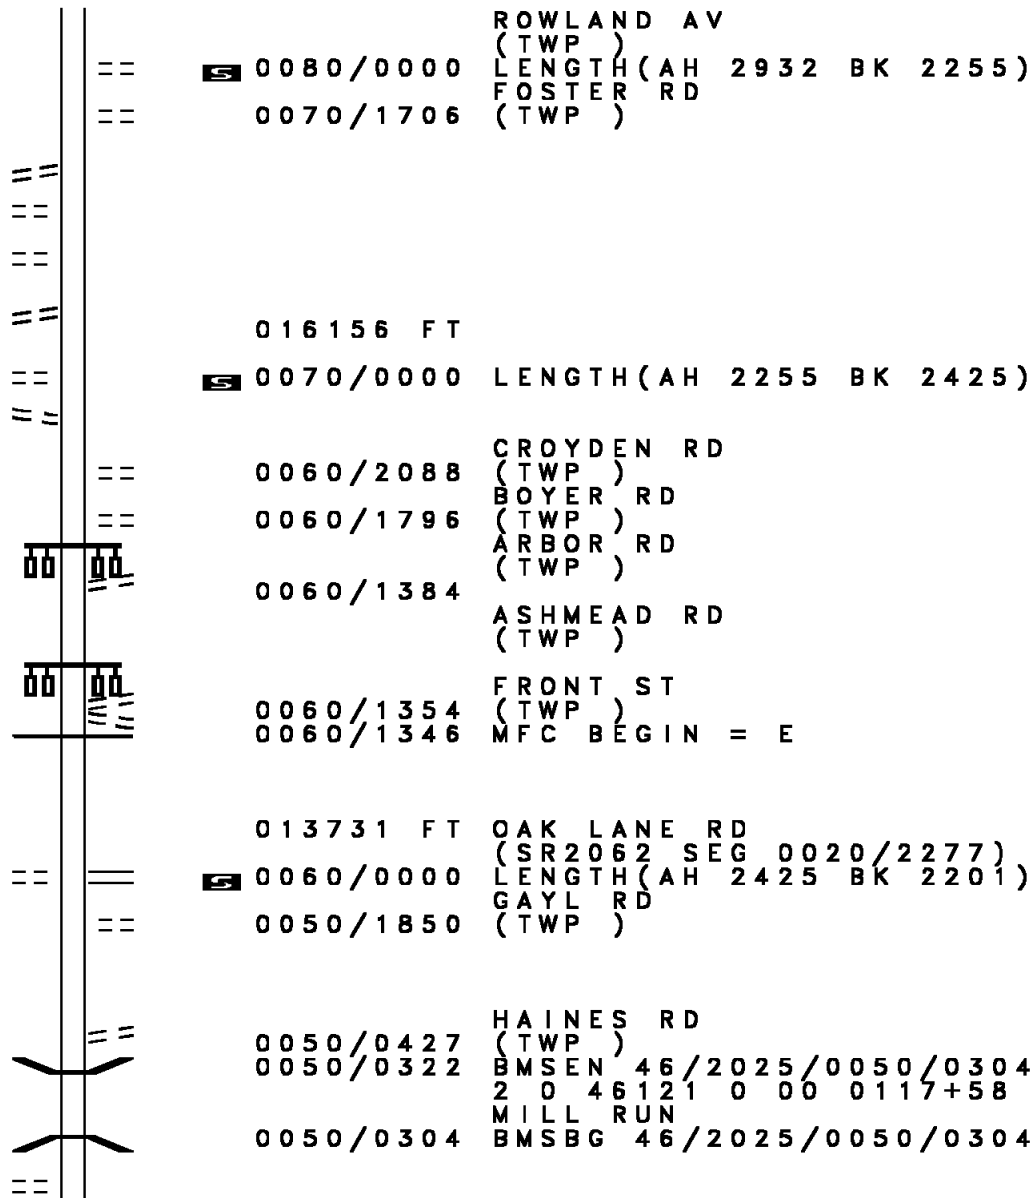 ROWLAND AV
(TWP )
S 0080/0000 LENGTH(AH 2932 BK 2255)
FOSTER RD
0070/1706 (TWP )
016156 FT
S 0070/0000 LENGTH(AH 2255 BK 2425)
CROYDEN RD
0060/2088 (TWP )
BOYER RD
0060/1796 (TWP )
ARBOR RD
(TWP )
0060/1384
ASHMEAD RD
(TWP )
FRONT ST
0060/1354 (TWP )
0060/1346 MFC BEGIN = E
013731 FT OAK LANE RD
(SR2062 SEG 0020/2277)
S 0060/0000 LENGTH(AH 2425 BK 2201)
GAYL RD
0050/1850 (TWP )
HAINES RD
0050/0427 (TWP )
0050/0322 BMSEN 46/2025/0050/0304
2 0 46121 0 00 0117+58
MILL RUN
0050/0304 BMSBG 46/2025/0050/0304